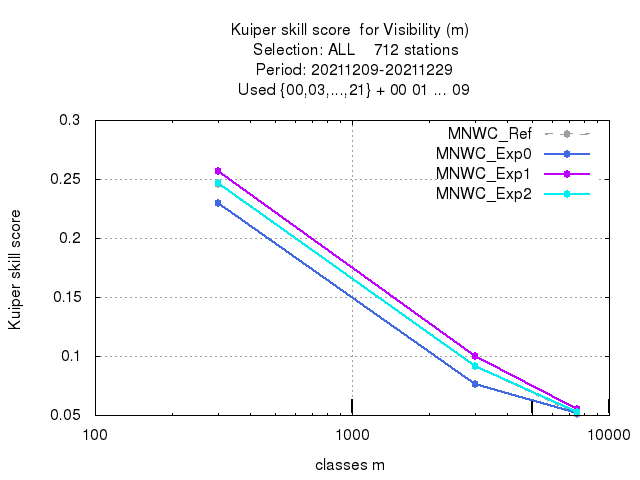 Kuiper skill score  for Visibility (m)
Selection: ALL    712 stations
Period: 20211209-20211229
Used {00,03,...,21} + 00 01 ... 09
0.3
0.25
0.2
0.15
0.1
0.05
Kuiper skill score
MNWC_Ref
MNWC_Exp0
MNWC_Exp1
MNWC_Exp2
100 1000 10000
classes m